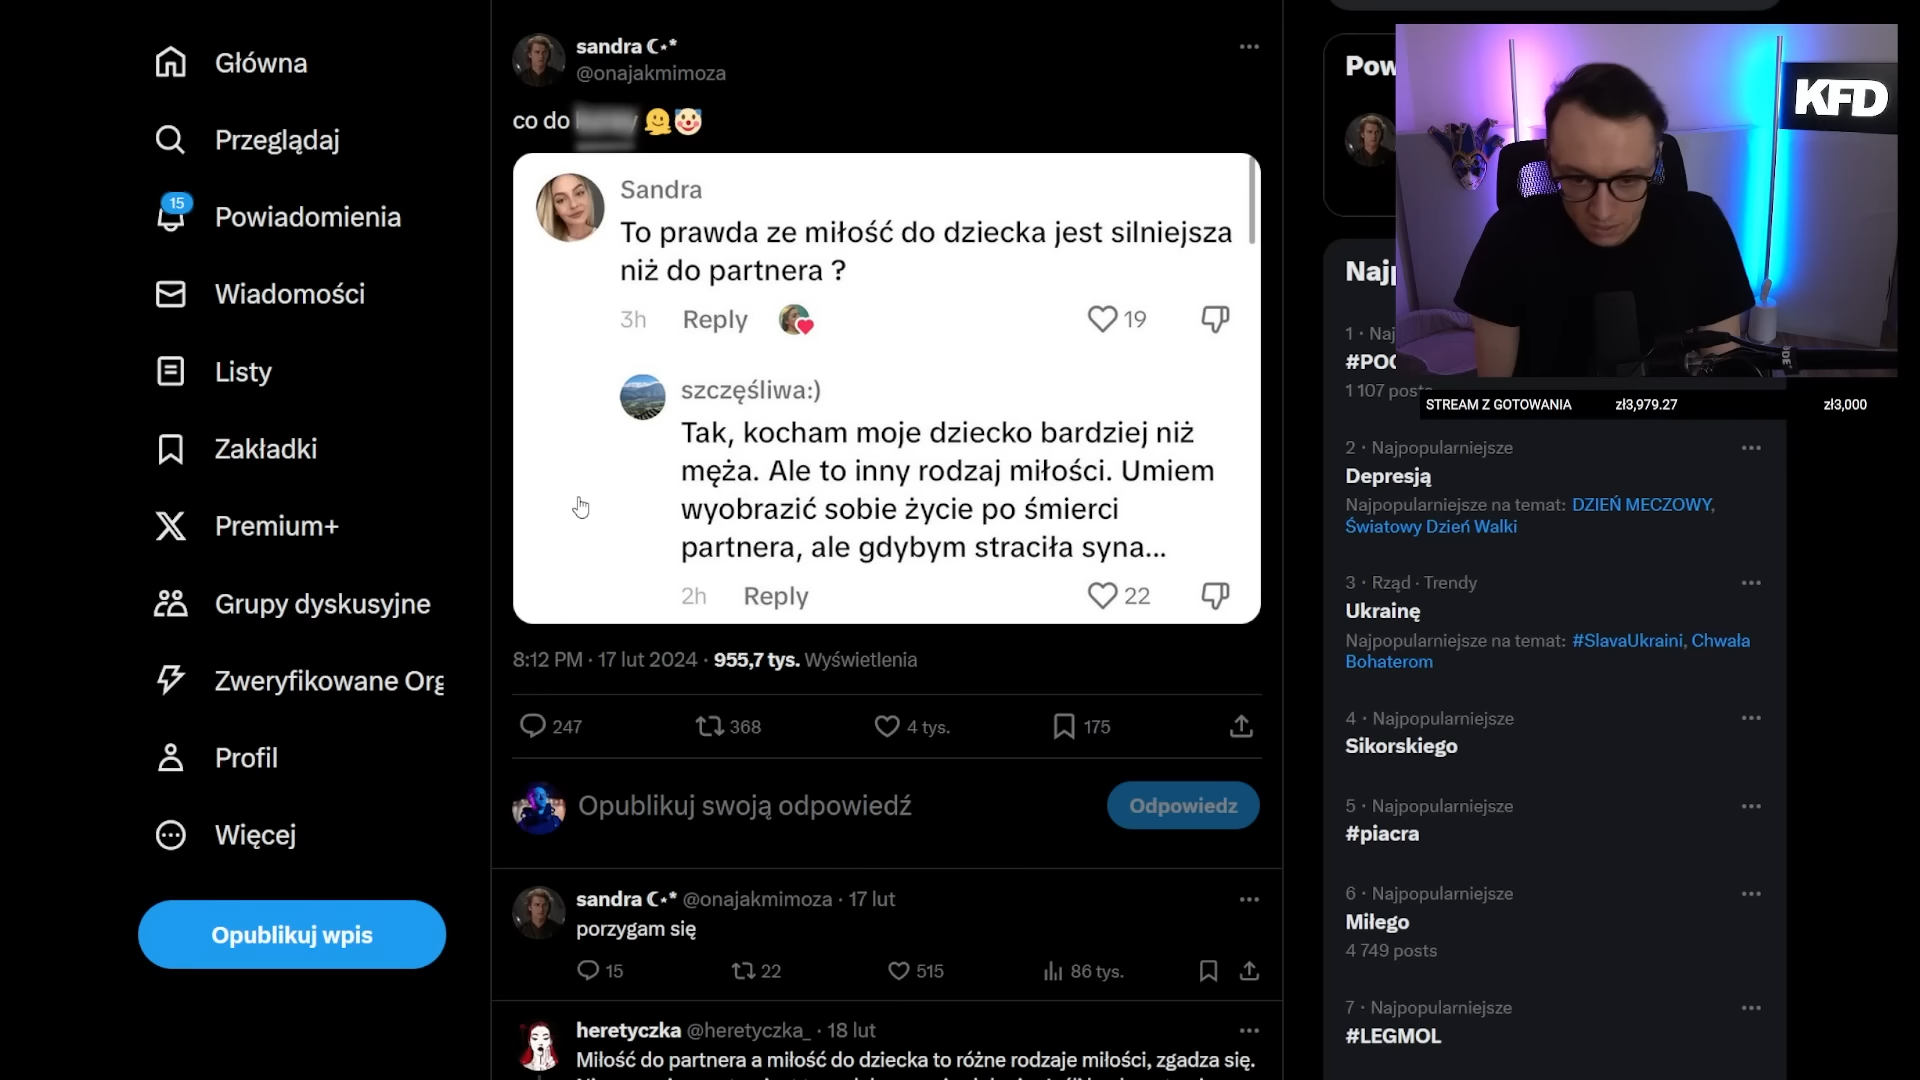 Główna
Przeglądaj
15
Powiadomienia
Wiadomości
Listy
Zakładki
Premium+
Grupy dyskusyjne
Zweryfikowane Org
Profil
Więcej
Opublikuj wpis
sandra
@onajakmimoza
co do
Sandra
To prawda ze miłość do dziecka jest silniejsza
niż do partnera ?
3h Reply 19
szczęśliwa:)
Tak, kocham moje dziecko bardziej niż
męża. Ale to inny rodzaj miłości. Umiem
wyobrazić sobie życie po śmierci
partnera, ale gdybym straciła syna...
2h Reply 22
8:12 PM · 17 lut 2024 · 955,7 tys. Wyświetlenia
247 368 4 tys. 175
Opublikuj swoją odpowiedź
Odpowiedz
sandra @onajakmimoza · 17 lut
porzygam się
15 22 515 86 tys.
heretyczka @heretyczka_ · 18 lut
Miłość do partnera a miłość do dziecka to różne rodzaje miłości, zgadza się.
KFD
STREAM Z GOTOWANIA zł3,979.27 zł3,000
Pow
Najp
1 · Naj
#POC
1 107 posts
2 · Najpopularniejsze
Depresją
Najpopularniejsze na temat: DZIEŃ MECZOWY,
Światowy Dzień Walki
3 · Rząd · Trendy
Ukrainę
Najpopularniejsze na temat: #SlavaUkraini, Chwała
Bohaterom
4 · Najpopularniejsze
Sikorskiego
5 · Najpopularniejsze
#piacra
6 · Najpopularniejsze
Miłego
4 749 posts
7 · Najpopularniejsze
#LEGMOL